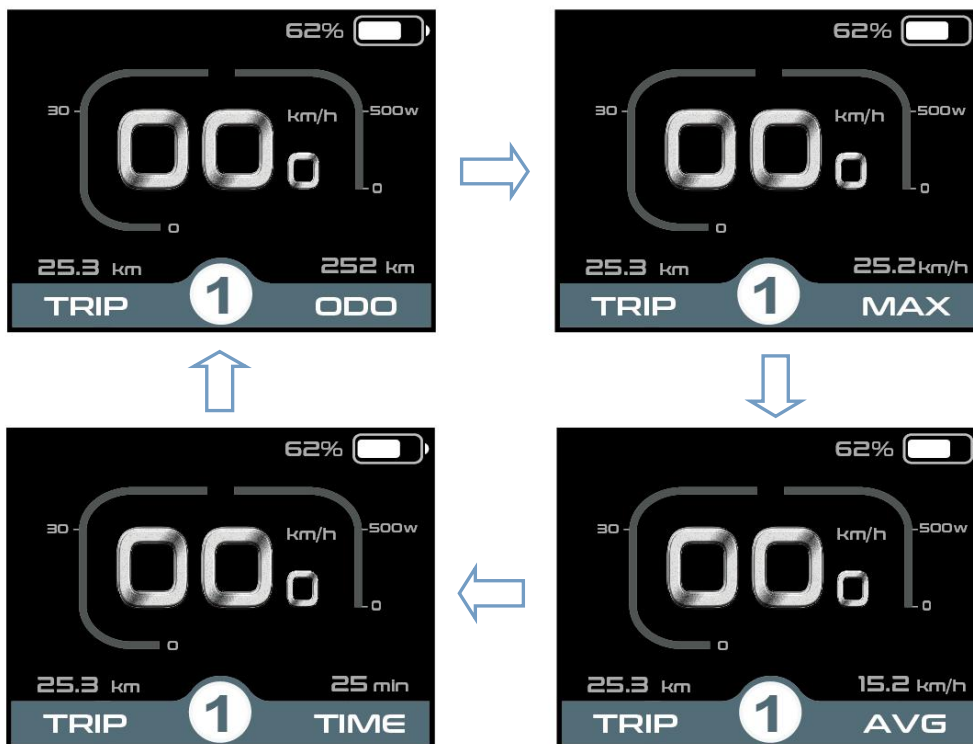 62%
30
500w
00.0 km/h
0
0
25.3 km
252 km
TRIP 1 ODO
62%
30
500w
00.0 km/h
0
0
25.3 km
25.2 km/h
TRIP 1 MAX
62%
30
500w
00.0 km/h
0
0
25.3 km
25 min
TRIP 1 TIME
62%
30
500w
00.0 km/h
0
0
25.3 km
15.2 km/h
TRIP 1 AVG